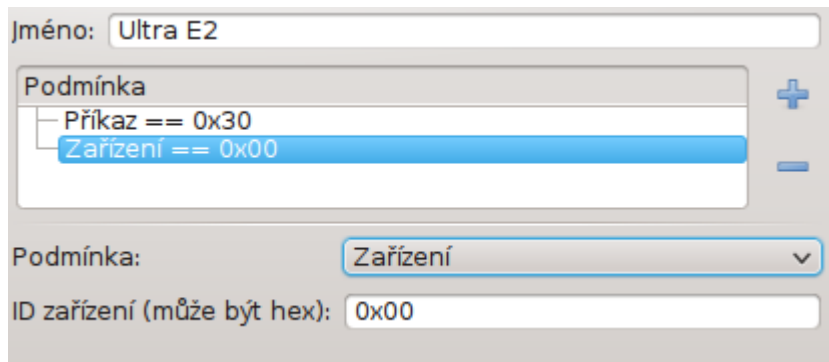 Jméno: Ultra E2
Podmínka
Příkaz == 0x30
Zařízení == 0x00
Podmínka: Zařízení
ID zařízení (může být hex): 0x00